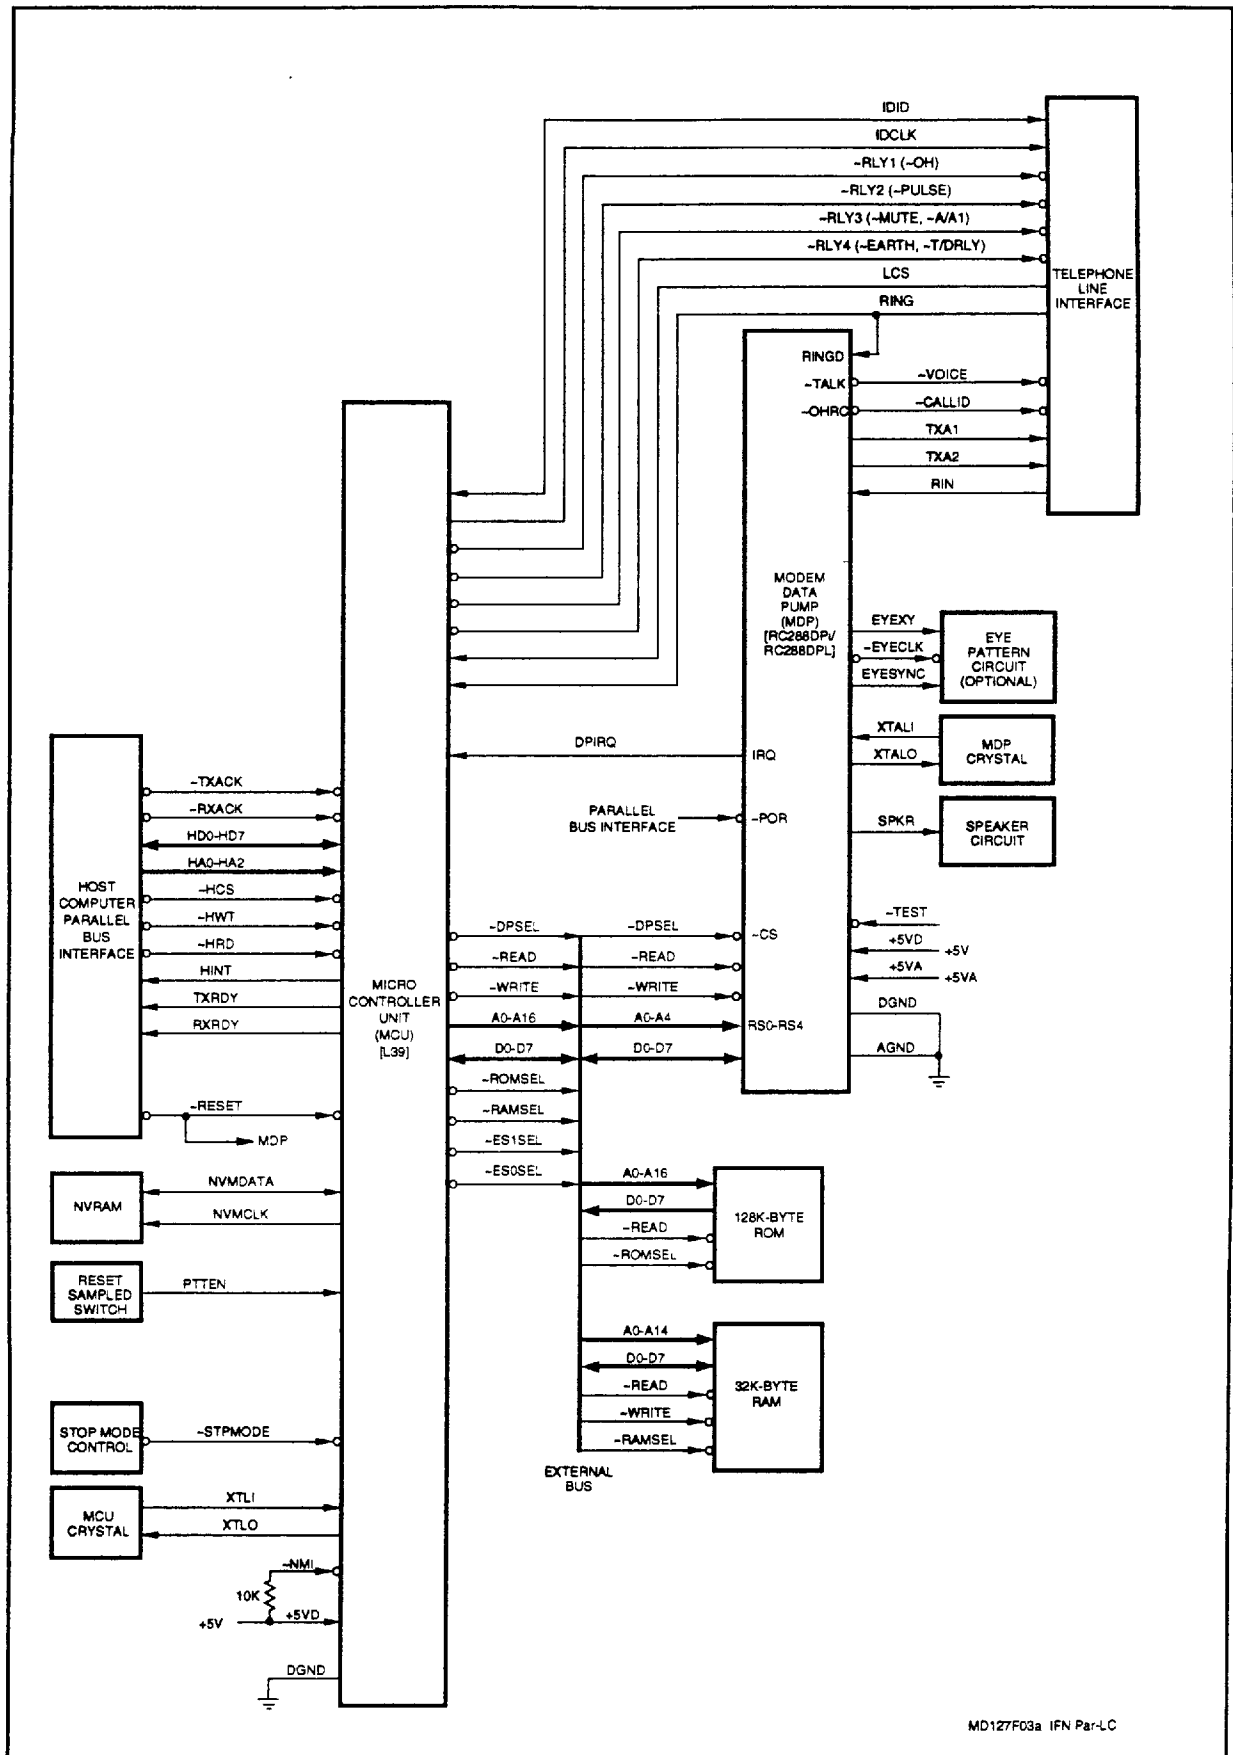 IDID
IDCLK
~RLY1 (~OH)
~RLY2 (~PULSE)
~RLY3 (~MUTE, ~A/A1)
~RLY4 (~EARTH, ~T/DRLY)
LCS
RING
TELEPHONE
LINE
INTERFACE
RINGD
~TALK
~VOICE
~OHRC
~CALLID
TXA1
TXA2
RIN
MODEM
DATA
PUMP
(MDP)
[RC288DPi/
RC288DPL]
EYEXY
~EYECLK
EYESYNC
EYE
PATTERN
CIRCUIT
(OPTIONAL)
XTALI
XTALO
MDP
CRYSTAL
DPIRQ
IRQ
PARALLEL
BUS INTERFACE
~POR
SPKR
SPEAKER
CIRCUIT
~TEST
+5VD
+5V
+5VA
+5VA
DGND
AGND
HOST
COMPUTER
PARALLEL
BUS
INTERFACE
~TXACK
~RXACK
HD0-HD7
HA0-HA2
~HCS
~HWT
~HRD
HINT
TXRDY
RXRDY
~RESET
MDP
MICRO
CONTROLLER
UNIT
(MCU)
[L39]
~DPSEL
~DPSEL
~CS
~READ
~READ
~WRITE
~WRITE
A0-A16
A0-A4
RS0-RS4
D0-D7
D0-D7
~ROMSEL
~RAMSEL
~ES1SEL
~ES0SEL
NVRAM
NVMDATA
NVMCLK
RESET
SAMPLED
SWITCH
PTTEN
A0-A16
D0-D7
~READ
~ROMSEL
128K-BYTE
ROM
A0-A14
D0-D7
~READ
~WRITE
~RAMSEL
32K-BYTE
RAM
EXTERNAL
BUS
STOP MODE
CONTROL
~STPMODE
MCU
CRYSTAL
XTLI
XTLO
~NMI
10K
+5V
+5VD
DGND
MD127F03a IFN Par-LC